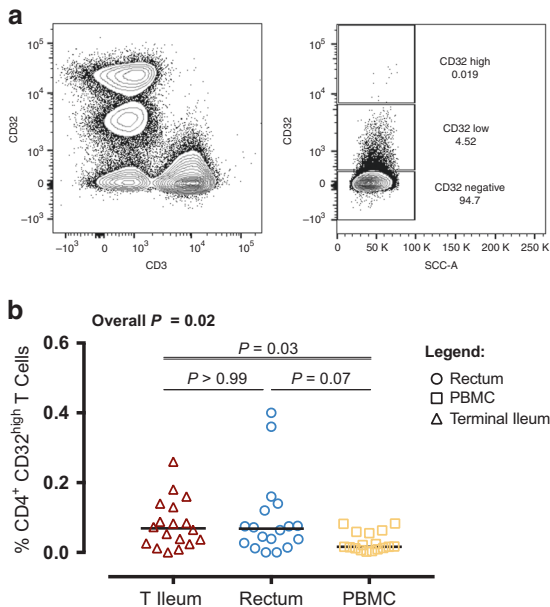 a
10⁵
10⁴
10³
0
−10³
CD32
−10³ 0 10³ 10⁴ 10⁵
CD3
10⁵
10⁴
10³
0
−10³
CD32
CD32 high
0.019
CD32 low
4.52
CD32 negative
94.7
0 50 K 100 K 150 K 200 K 250 K
SCC-A
b
Overall P = 0.02
P = 0.03
P > 0.99 P = 0.07
0.6
0.4
0.2
0.0
% CD4⁺ CD32ʰⁱᵍʰ T Cells
T Ileum Rectum PBMC
Legend:
Rectum
PBMC
Terminal Ileum